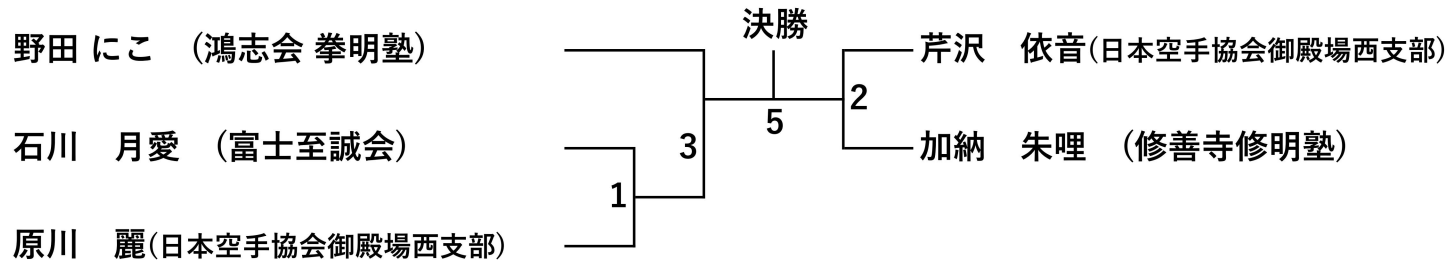 決勝
野田 にこ (鴻志会 拳明塾)
石川 月愛 (富士至誠会)
原川 麗(日本空手協会御殿場西支部)
1
3
5
2
芹沢 依音(日本空手協会御殿場西支部)
加納 朱哩 (修善寺修明塾)